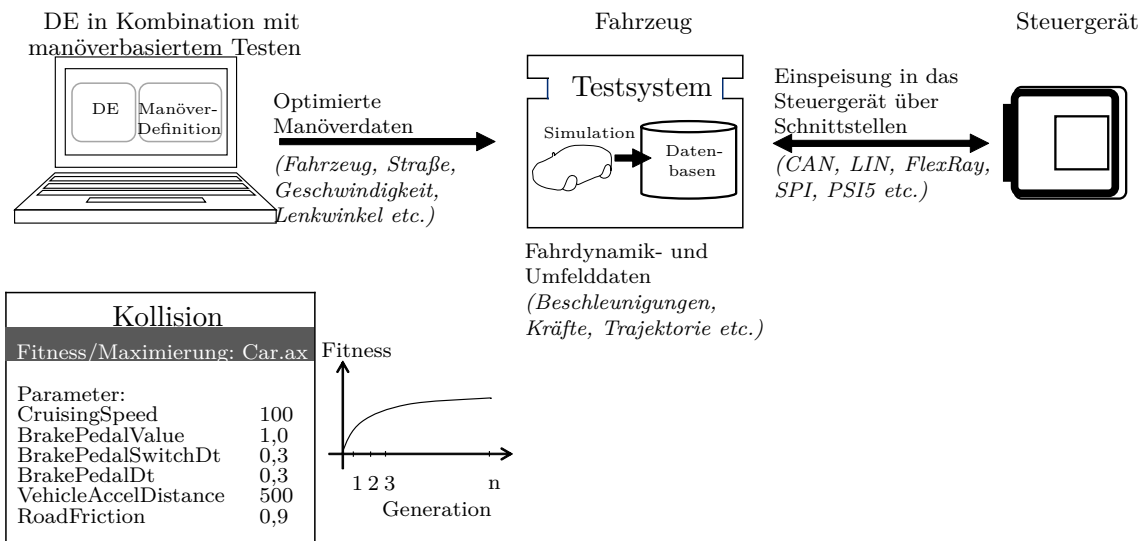 DE in Kombination mit
manöverbasiertem Testen
DE
Manöver-
Definition
Optimierte
Manöverdaten
(Fahrzeug, Straße,
Geschwindigkeit,
Lenkwinkel etc.)
Fahrzeug
Testsystem
Simulation
Daten-
basen
Fahrdynamik- und
Umfelddaten
(Beschleunigungen,
Kräfte, Trajektorie etc.)
Einspeisung in das
Steuergerät über
Schnittstellen
(CAN, LIN, FlexRay,
SPI, PSI5 etc.)
Steuergerät
Kollision
Fitness/Maximierung: Car.ax
Parameter:
CruisingSpeed 100
BrakePedalValue 1,0
BrakePedalSwitchDt 0,3
BrakePedalDt 0,3
VehicleAccelDistance 500
RoadFriction 0,9
Fitness
1 2 3 n
Generation